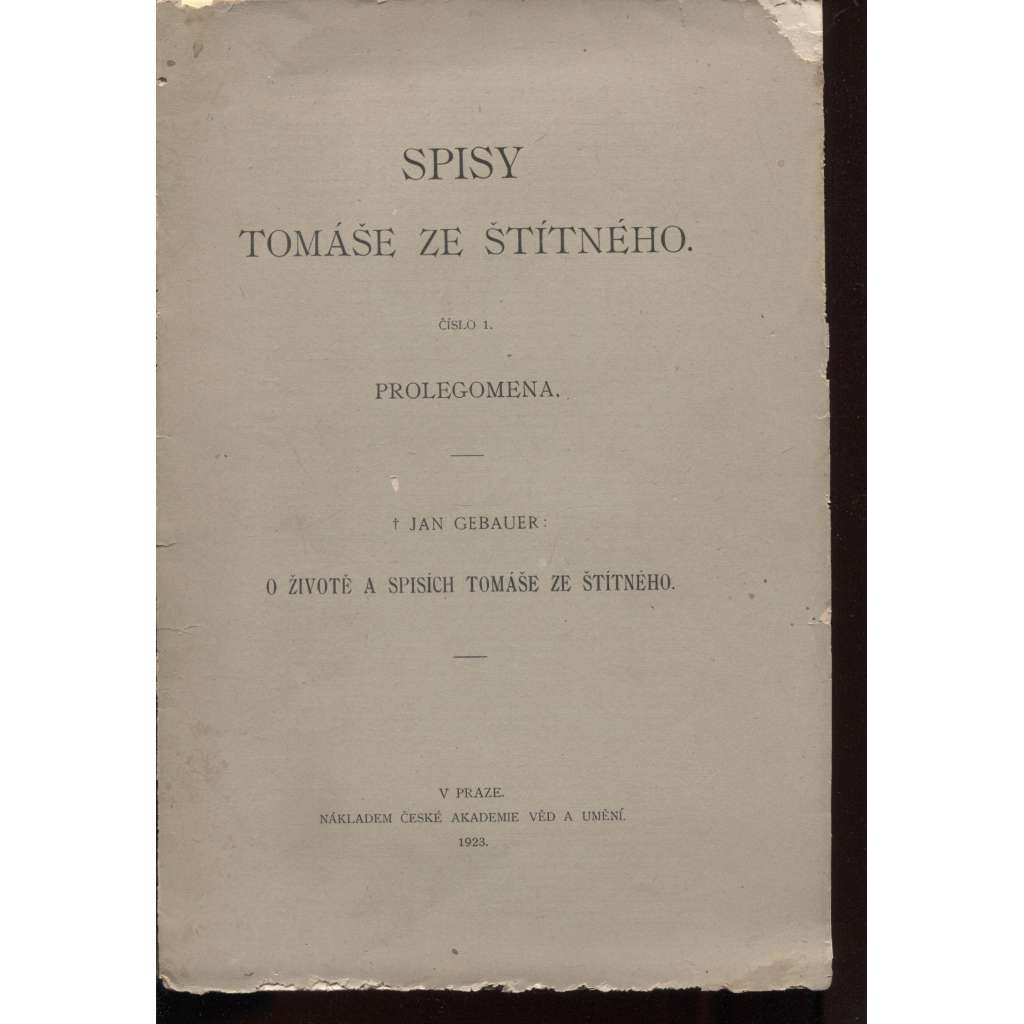 SPISY
TOMÁŠE ZE ŠTÍTNÉHO.
ČÍSLO 1.
PROLEGOMENA.
† JAN GEBAUER:
O ŽIVOTĚ A SPISÍCH TOMÁŠE ZE ŠTÍTNÉHO.
V PRAZE.
NÁKLADEM ČESKÉ AKADEMIE VĚD A UMĚNÍ.
1923.